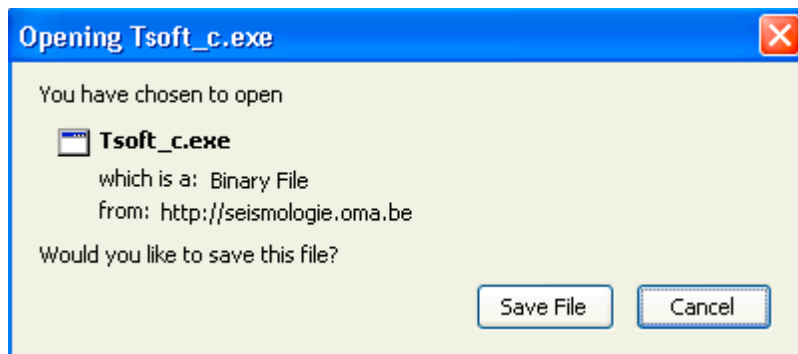 Opening Tsoft_c.exe
You have chosen to open
Tsoft_c.exe
which is a: Binary File
from: http://seismologie.oma.be
Would you like to save this file?
Save File Cancel